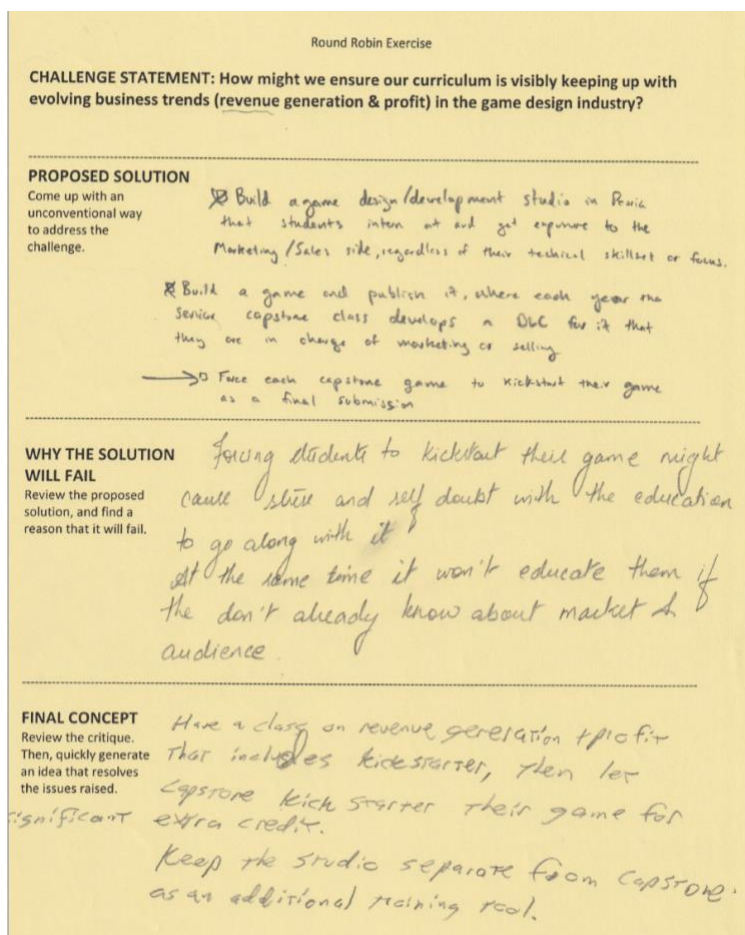 Round Robin Exercise
CHALLENGE STATEMENT: How might we ensure our curriculum is visibly keeping up with
evolving business trends (revenue generation & profit) in the game design industry?
PROPOSED SOLUTION
Come up with an
unconventional way
to address the
challenge.
Build a game design/development studio in Peoria
that students intern at and get exposure to the
Marketing/Sales side, regardless of their techical skillset or focus.
Build a game and publish it, where each year the
Senior capstone class develops a DLC for it that
they are in charge of marketing or selling
Force each capstone game to Kickstart their game
as a final submission
WHY THE SOLUTION
WILL FAIL
Review the proposed
solution, and find a
reason that it will fail.
Forcing students to kickstart their game might
cause stress and self doubt with the education
to go along with it
At the same time it won't educate them if
the don't already know about market &
audience.
FINAL CONCEPT
Review the critique.
Then, quickly generate
an idea that resolves
the issues raised.
Have a class on revenue generation + profit
That includes kickstarter, then let
Capstone kick starter their game for
significant extra credit.
Keep the studio separate from Capstone.
as an additional training tool.